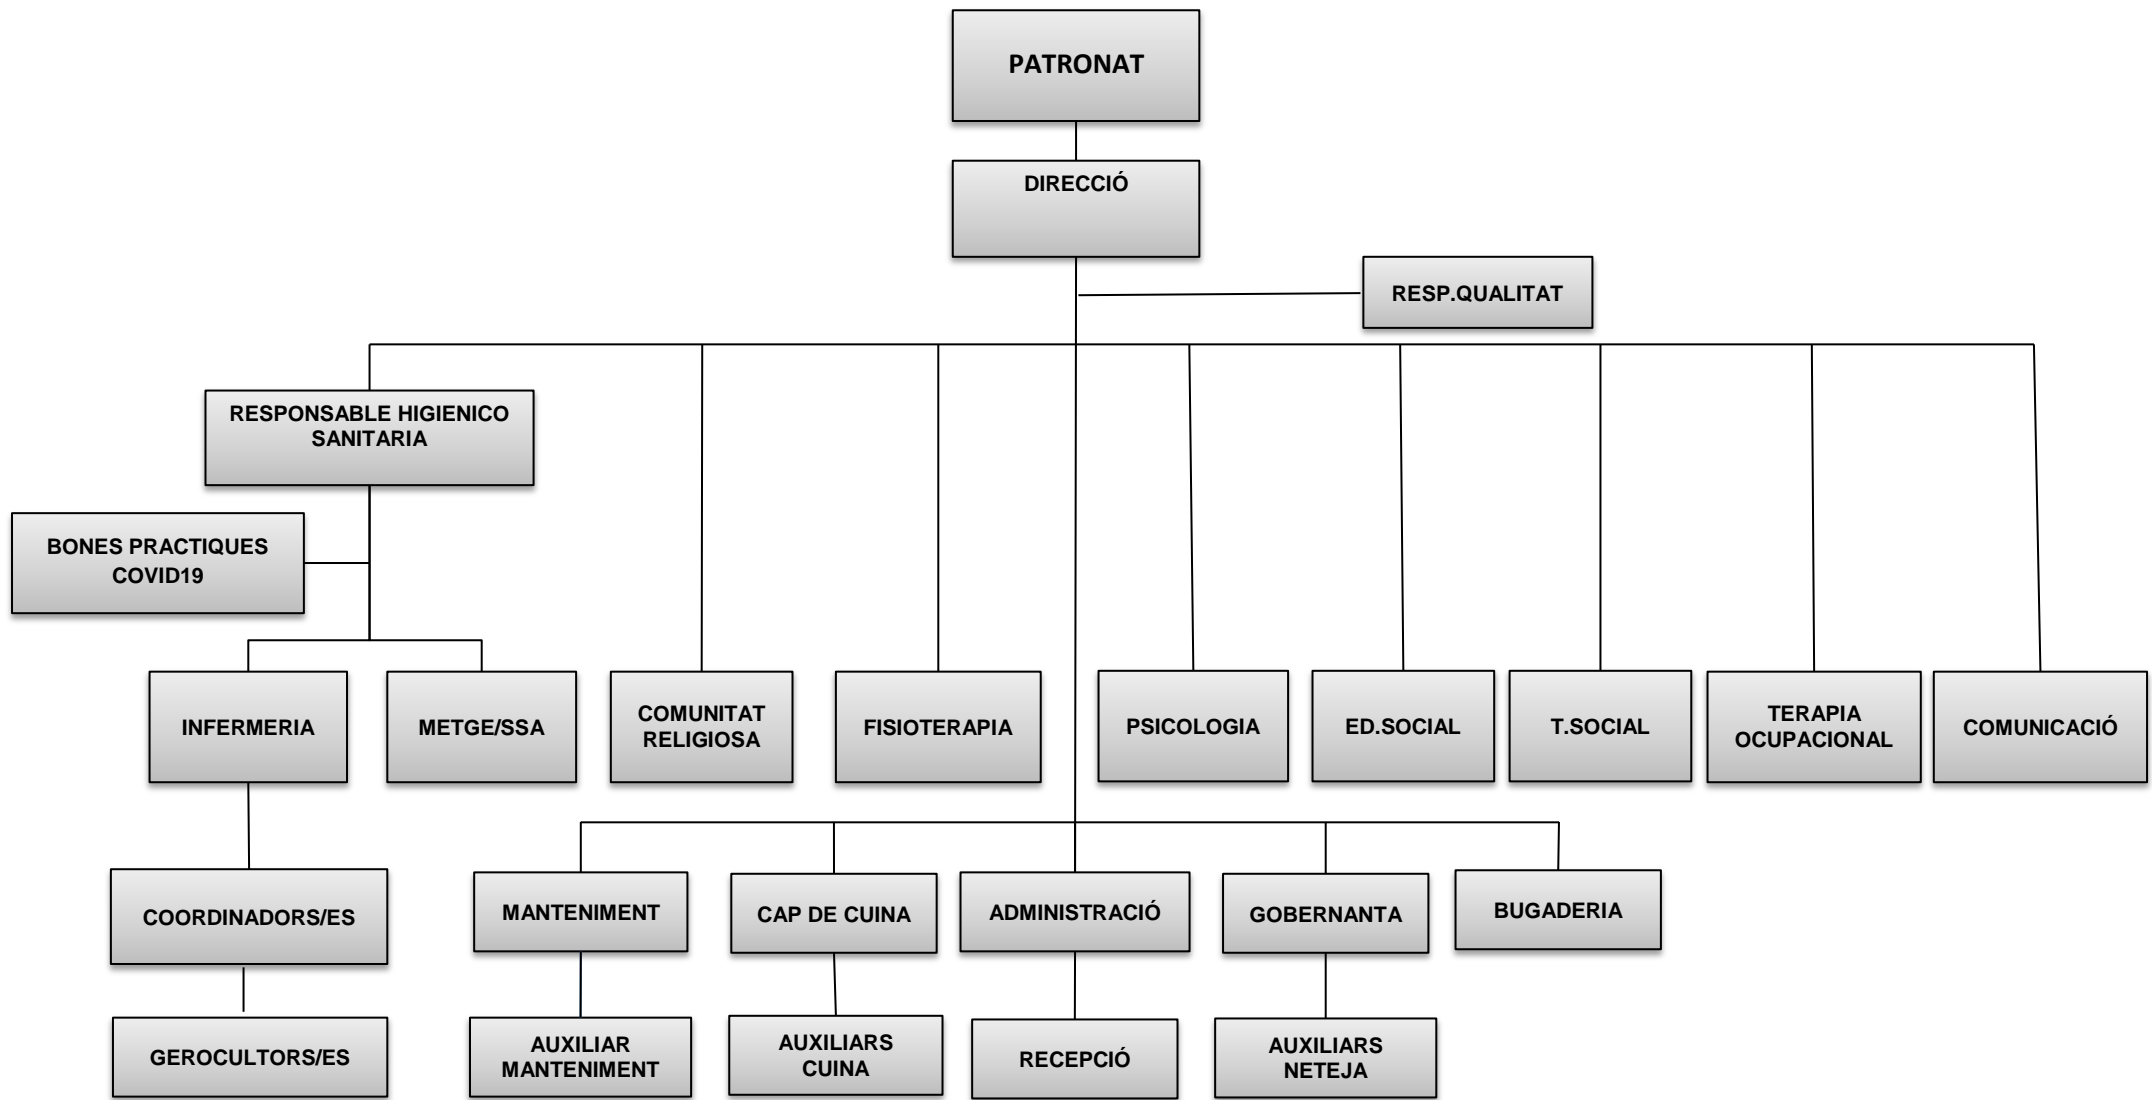 PATRONAT
DIRECCIÓ
RESP.QUALITAT
RESPONSABLE HIGIENICO
SANITARIA
BONES PRACTIQUES
COVID19
INFERMERIA
METGE/SSA
COMUNITAT
RELIGIOSA
FISIOTERAPIA
PSICOLOGIA
ED.SOCIAL
T.SOCIAL
TERAPIA
OCUPACIONAL
COMUNICACIÓ
COORDINADORS/ES
MANTENIMENT
CAP DE CUINA
ADMINISTRACIÓ
GOBERNANTA
BUGADERIA
GEROCULTORS/ES
AUXILIAR
MANTENIMENT
AUXILIARS
CUINA
RECEPCIÓ
AUXILIARS
NETEJA